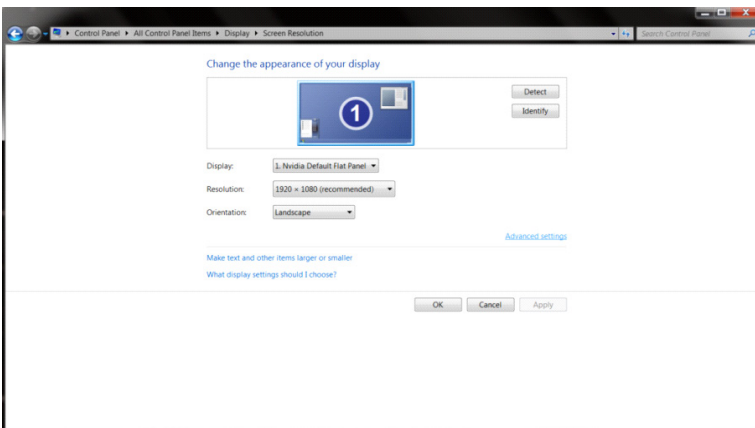 Control Panel ▸ All Control Panel Items ▸ Display ▸ Screen Resolution
Search Control Panel
Change the appearance of your display
1
Detect
Identify
Display: 1. Nvidia Default Flat Panel
Resolution: 1920 × 1080 (recommended)
Orientation: Landscape
Advanced settings
Make text and other items larger or smaller
What display settings should I choose?
OK Cancel Apply